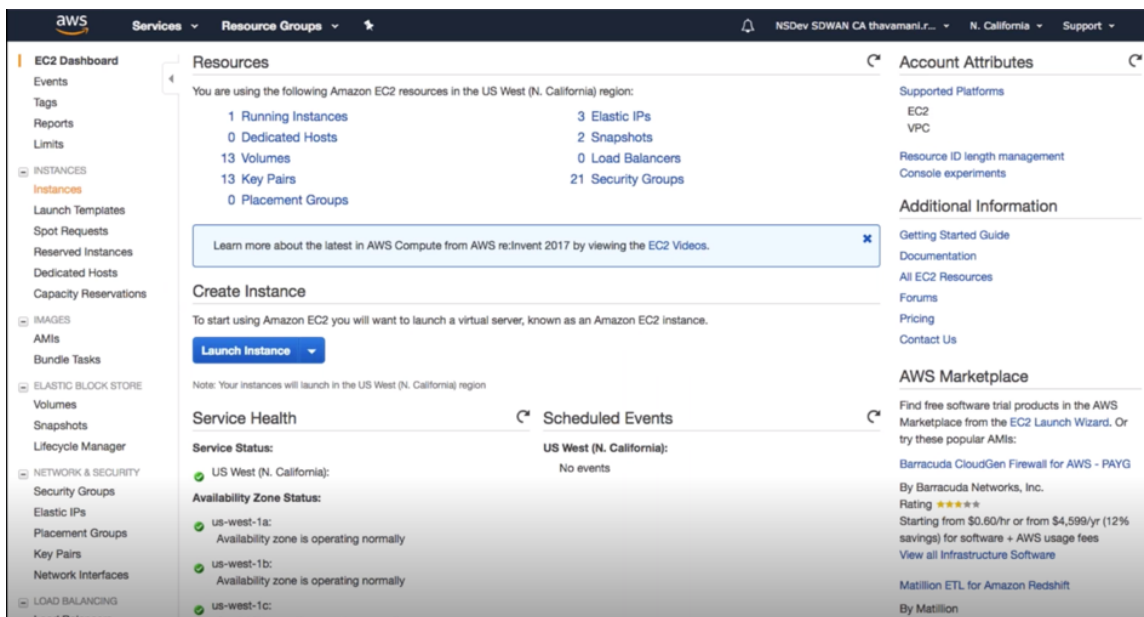 aws
Services
Resource Groups
NSDev SDWAN CA thavamani.r...
N. California
Support
EC2 Dashboard
Events
Tags
Reports
Limits
INSTANCES
Instances
Launch Templates
Spot Requests
Reserved Instances
Dedicated Hosts
Capacity Reservations
IMAGES
AMIs
Bundle Tasks
ELASTIC BLOCK STORE
Volumes
Snapshots
Lifecycle Manager
NETWORK & SECURITY
Security Groups
Elastic IPs
Placement Groups
Key Pairs
Network Interfaces
LOAD BALANCING
Resources
You are using the following Amazon EC2 resources in the US West (N. California) region:
1 Running Instances
0 Dedicated Hosts
13 Volumes
13 Key Pairs
0 Placement Groups
3 Elastic IPs
2 Snapshots
0 Load Balancers
21 Security Groups
Learn more about the latest in AWS Compute from AWS re:Invent 2017 by viewing the EC2 Videos.
Create Instance
To start using Amazon EC2 you will want to launch a virtual server, known as an Amazon EC2 instance.
Launch Instance
Note: Your instances will launch in the US West (N. California) region
Service Health
Service Status:
US West (N. California):
Availability Zone Status:
us-west-1a:
Availability zone is operating normally
us-west-1b:
Availability zone is operating normally
us-west-1c:
Scheduled Events
US West (N. California):
No events
Account Attributes
Supported Platforms
EC2
VPC
Resource ID length management
Console experiments
Additional Information
Getting Started Guide
Documentation
All EC2 Resources
Forums
Pricing
Contact Us
AWS Marketplace
Find free software trial products in the AWS
Marketplace from the EC2 Launch Wizard. Or
try these popular AMIs:
Barracuda CloudGen Firewall for AWS - PAYG
By Barracuda Networks, Inc.
Rating
Starting from $0.60/hr or from $4,599/yr (12%
savings) for software + AWS usage fees
View all Infrastructure Software
Matillion ETL for Amazon Redshift
By Matillion